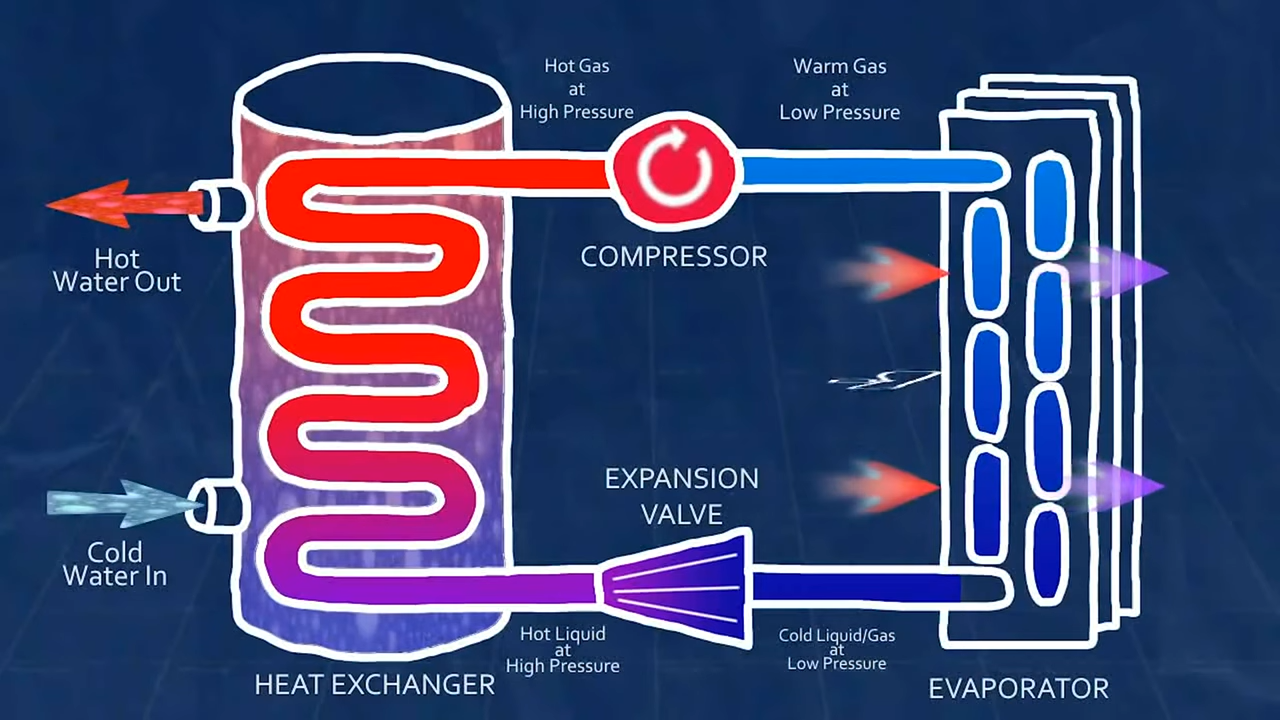 Hot Gas
at
High Pressure
Warm Gas
at
Low Pressure
COMPRESSOR
Hot
Water Out
EXPANSION
VALVE
Cold
Water In
Hot Liquid
at
High Pressure
Cold Liquid/Gas
at
Low Pressure
HEAT EXCHANGER
EVAPORATOR